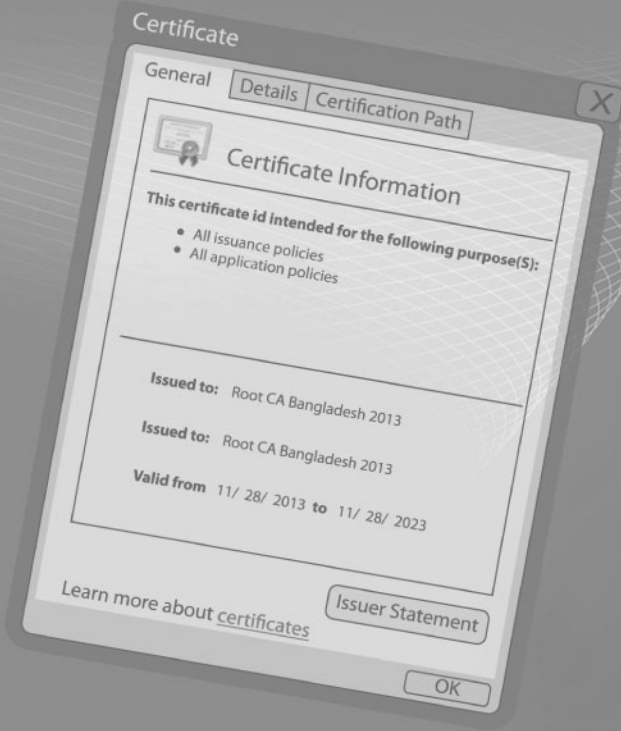 Certificate
X
General Details Certification Path
Certificate Information
This certificate id intended for the following purpose(S):
• All issuance policies
• All application policies
Issued to: Root CA Bangladesh 2013
Issued to: Root CA Bangladesh 2013
Valid from 11/ 28/ 2013 to 11/ 28/ 2023
Issuer Statement
Learn more about certificates
OK